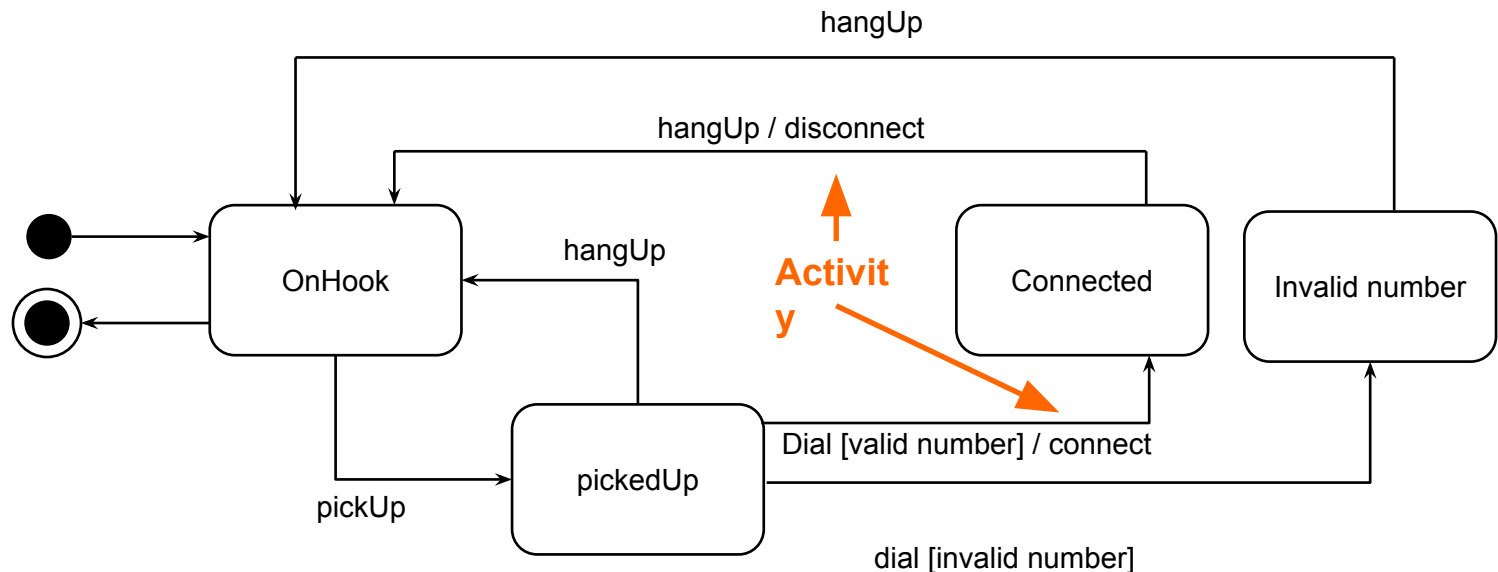 hangUp
hangUp / disconnect
hangUp
OnHook
Activit
y
Connected
Invalid number
Dial [valid number] / connect
pickedUp
pickUp
dial [invalid number]